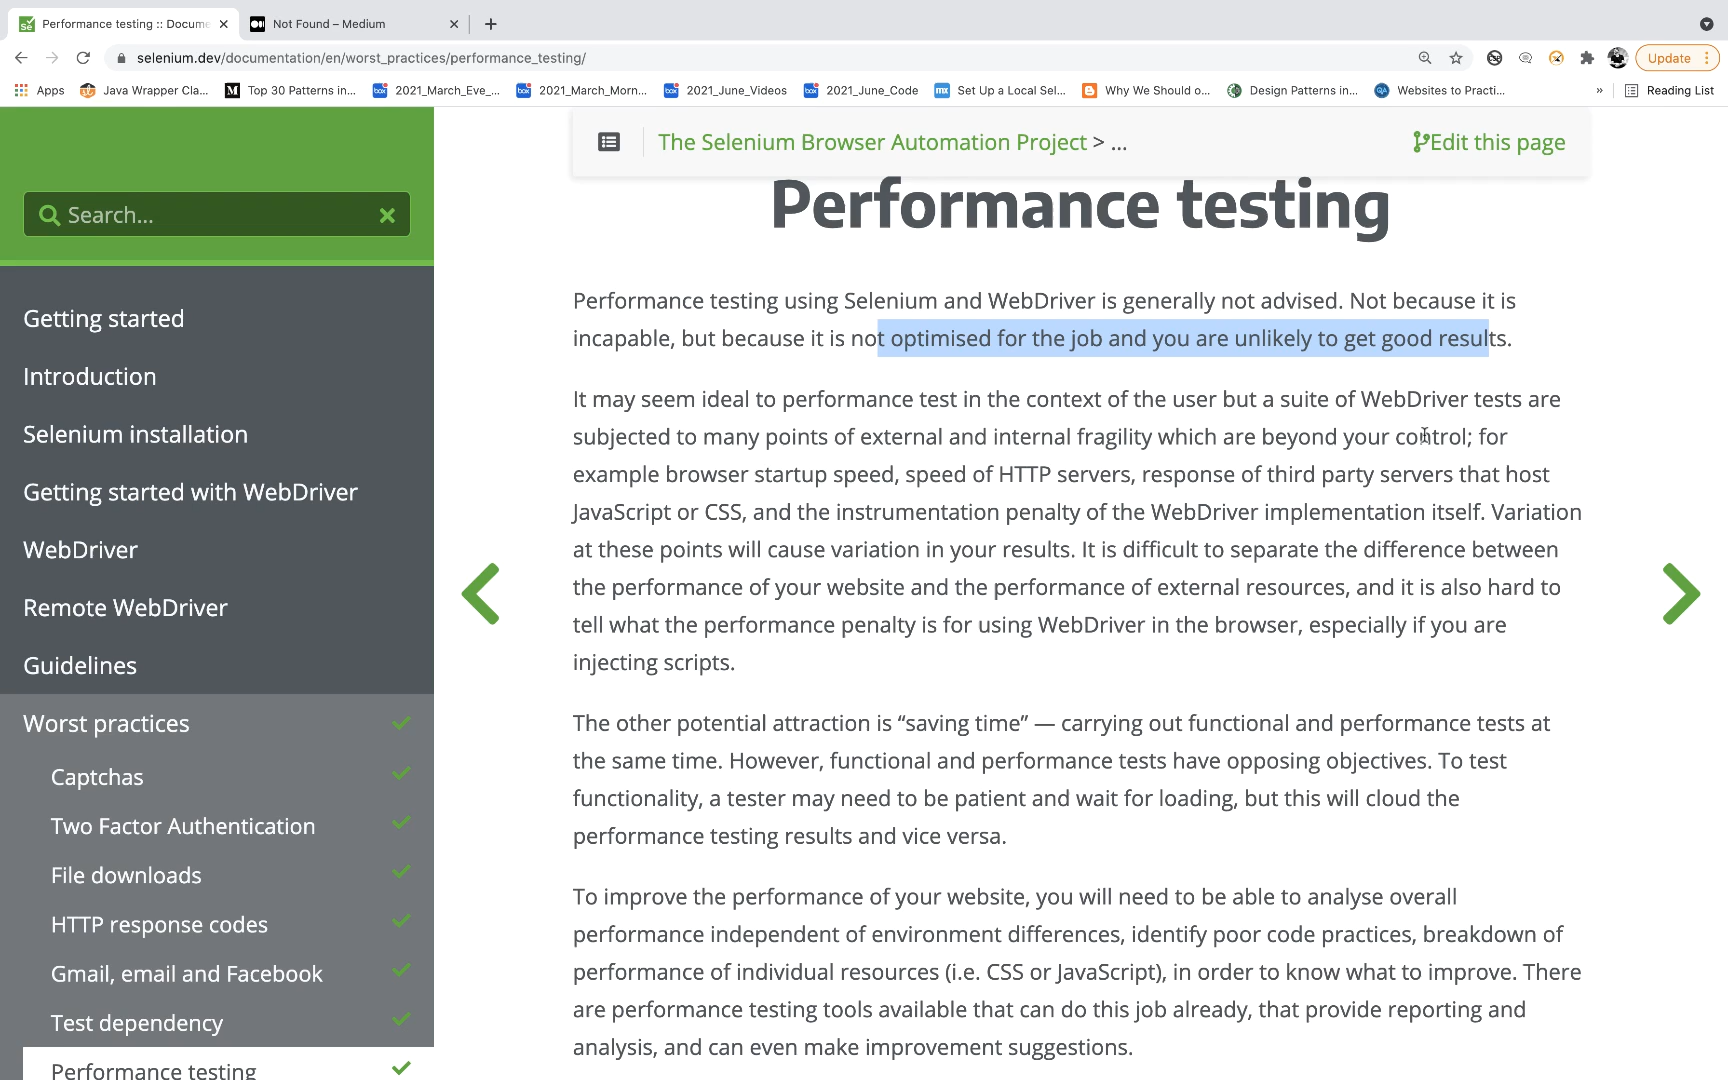 Performance testing :: Docume
Not Found – Medium
selenium.dev/documentation/en/worst_practices/performance_testing/
Update
Apps
Java Wrapper Cla...
Top 30 Patterns in...
2021_March_Eve_...
2021_March_Morn...
2021_June_Videos
2021_June_Code
Set Up a Local Sel...
Why We Should o...
Design Patterns in...
Websites to Practi...
»
Reading List
Search...
Getting started
Introduction
Selenium installation
Getting started with WebDriver
WebDriver
Remote WebDriver
Guidelines
Worst practices
Captchas
Two Factor Authentication
File downloads
HTTP response codes
Gmail, email and Facebook
Test dependency
Performance testing
The Selenium Browser Automation Project > ...
Edit this page
Performance testing
Performance testing using Selenium and WebDriver is generally not advised. Not because it is
incapable, but because it is not optimised for the job and you are unlikely to get good results.
It may seem ideal to performance test in the context of the user but a suite of WebDriver tests are
subjected to many points of external and internal fragility which are beyond your control; for
example browser startup speed, speed of HTTP servers, response of third party servers that host
JavaScript or CSS, and the instrumentation penalty of the WebDriver implementation itself. Variation
at these points will cause variation in your results. It is difficult to separate the difference between
the performance of your website and the performance of external resources, and it is also hard to
tell what the performance penalty is for using WebDriver in the browser, especially if you are
injecting scripts.
The other potential attraction is “saving time” — carrying out functional and performance tests at
the same time. However, functional and performance tests have opposing objectives. To test
functionality, a tester may need to be patient and wait for loading, but this will cloud the
performance testing results and vice versa.
To improve the performance of your website, you will need to be able to analyse overall
performance independent of environment differences, identify poor code practices, breakdown of
performance of individual resources (i.e. CSS or JavaScript), in order to know what to improve. There
are performance testing tools available that can do this job already, that provide reporting and
analysis, and can even make improvement suggestions.